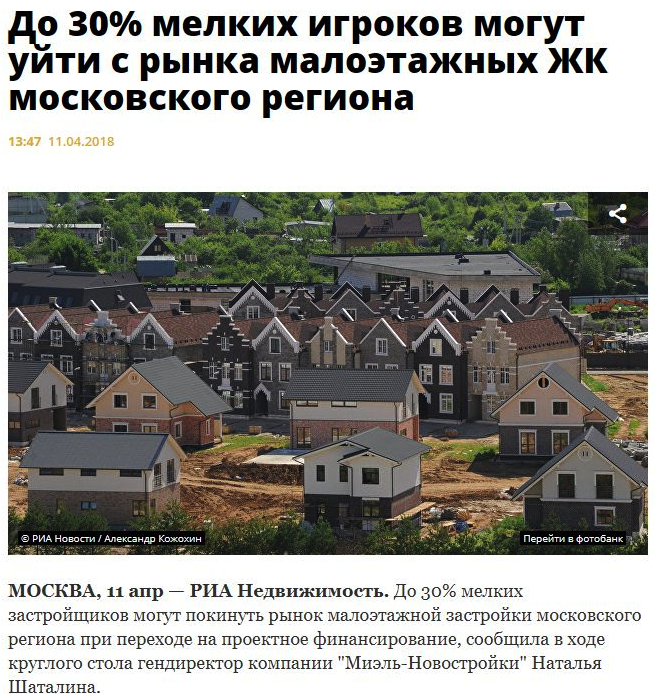 До 30% мелких игроков могут
уйти с рынка малоэтажных ЖК
московского региона
13:47 11.04.2018
© РИА Новости / Александр Кожохин
Перейти в фотобанк
МОСКВА, 11 апр — РИА Недвижимость. До 30% мелких
застройщиков могут покинуть рынок малоэтажной застройки московского
региона при переходе на проектное финансирование, сообщила в ходе
круглого стола гендиректор компании "Миэль-Новостройки" Наталья
Шаталина.